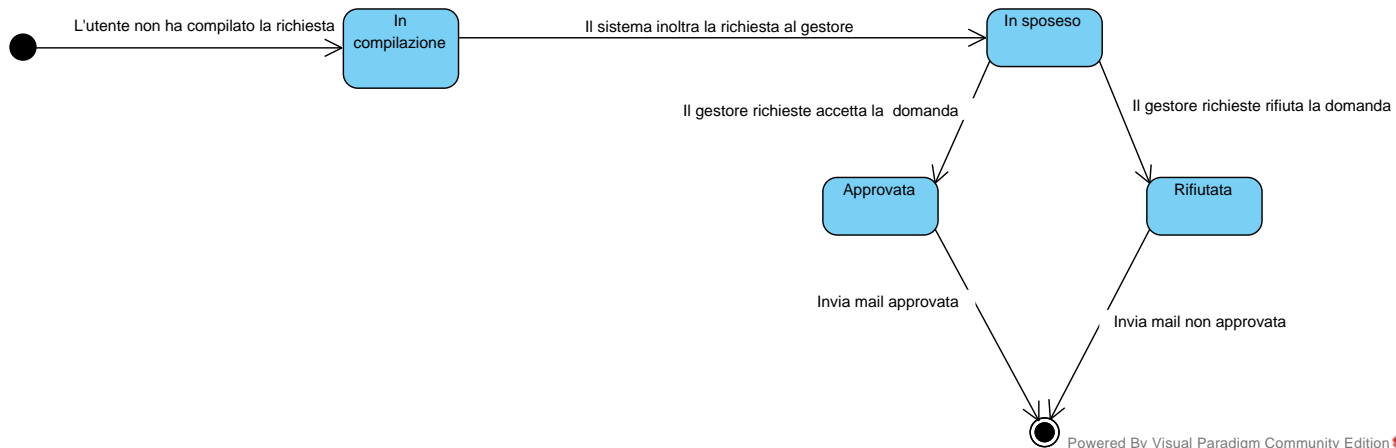 L'utente non ha compilato la richiesta
In
compilazione
Il sistema inoltra la richiesta al gestore
In sposeso
Il gestore richieste accetta la  domanda
Il gestore richieste rifiuta la domanda
Approvata
Rifiutata
Invia mail approvata
Invia mail non approvata
Powered By Visual Paradigm Community Edition